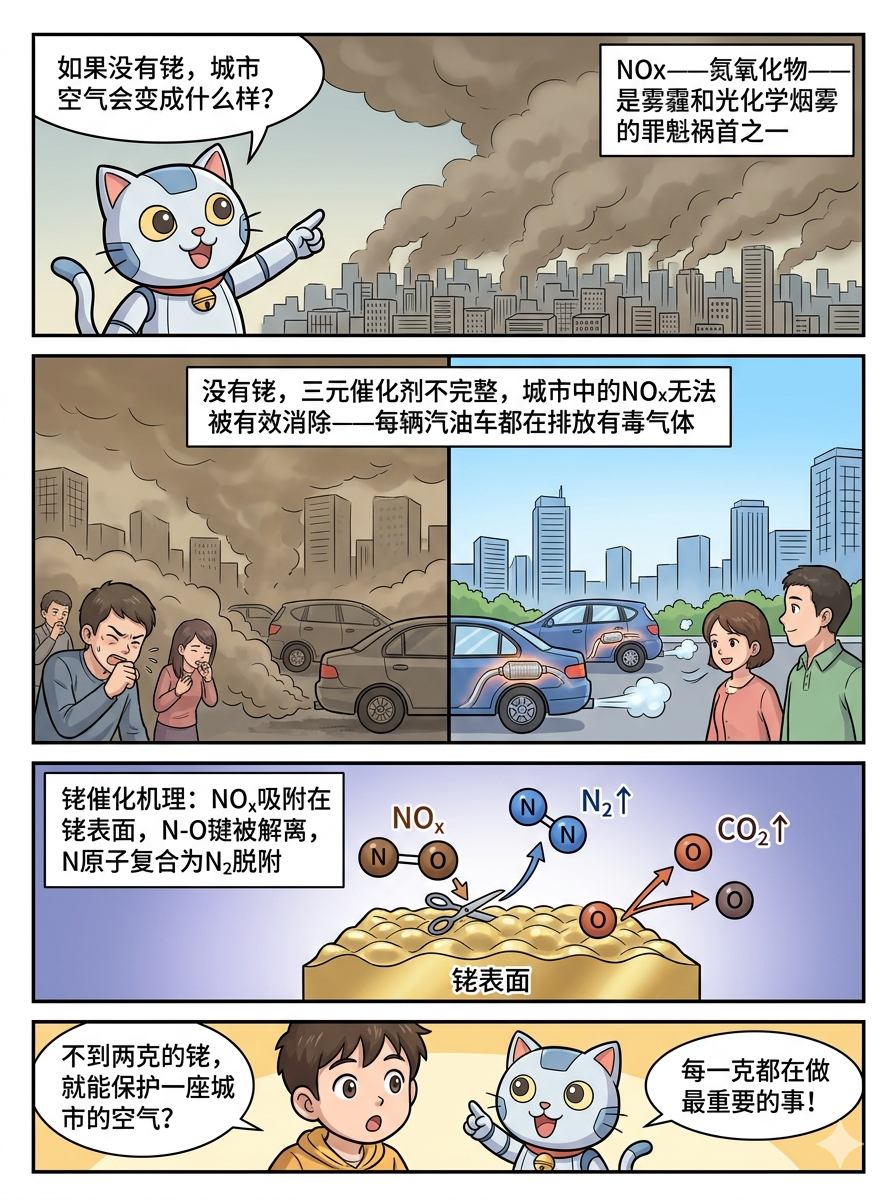 如果没有铑，城市
空气会变成什么样？
NOx——氮氧化物——
是雾霾和光化学烟雾
的罪魁祸首之一
没有铑，三元催化剂不完整，城市中的NOₓ无法
被有效消除——每辆汽油车都在排放有毒气体
铑催化机理：NOₓ吸附在
铑表面，N-O键被解离，
N原子复合为N₂脱附
NOₓ
N₂↑
CO₂↑
N
O
N
N
O
O
O
铑表面
不到两克的铑，
就能保护一座城
市的空气？
每一克都在做
最重要的事！